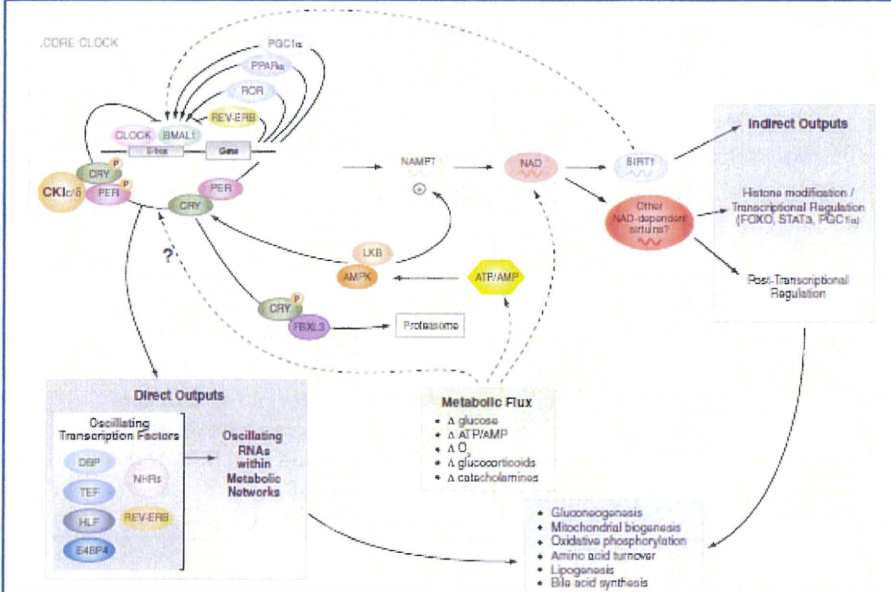 CORE CLOCK
PGC1α
PPARα
ROR
REV-ERB
CLOCK
BMAL1
E-box
Gene
P
CRY
P
PER
CKIε/δ
PER
CRY
NAMPT
+
NAD
SIRT1
Other
NAD-dependent
sirtuins?
?
LKB
AMPK
ATP/AMP
P
CRY
FBXL3
Proteasome
Indirect Outputs
Histone modification /
Transcriptional Regulation
(FOXO, STAT3, PGC1α)
Post-Transcriptional
Regulation
Direct Outputs
Oscillating
Transcription Factors
DBP
TEF
HLF
E4BP4
NHRs
REV-ERB
Oscillating
RNAs
within
Metabolic
Networks
Metabolic Flux
• Δ glucose
• Δ ATP/AMP
• Δ O₂
• Δ glucocorticoids
• Δ catecholamines
• Gluconeogenesis
• Mitochondrial biogenesis
• Oxidative phosphorylation
• Amino acid turnover
• Lipogenesis
• Bile acid synthesis